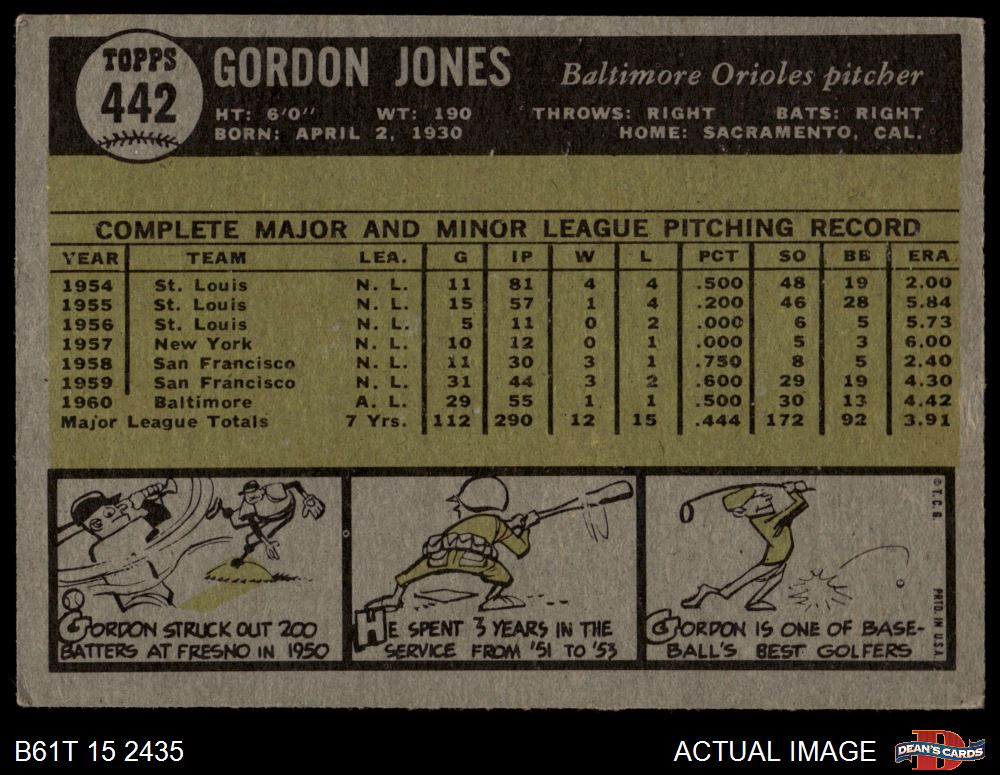 TOPPS
442
GORDON JONES
Baltimore Orioles pitcher
HT: 6'0" WT: 190 THROWS: RIGHT BATS: RIGHT
BORN: APRIL 2, 1930 HOME: SACRAMENTO, CAL.
COMPLETE MAJOR AND MINOR LEAGUE PITCHING RECORD
YEAR TEAM LEA. G IP W L PCT SO BB ERA
1954 St. Louis N. L. 11 81 4 4 .500 48 19 2.00
1955 St. Louis N. L. 15 57 1 4 .200 46 28 5.84
1956 St. Louis N. L. 5 11 0 2 .000 6 5 5.73
1957 New York N. L. 10 12 0 1 .000 5 3 6.00
1958 San Francisco N. L. 11 30 3 1 .750 8 5 2.40
1959 San Francisco N. L. 31 44 3 2 .600 29 19 4.30
1960 Baltimore A. L. 29 55 1 1 .500 30 13 4.42
Major League Totals 7 Yrs. 112 290 12 15 .444 172 92 3.91
GORDON STRUCK OUT 200
BATTERS AT FRESNO IN 1950
HE SPENT 3 YEARS IN THE
SERVICE FROM '51 TO '53
GORDON IS ONE OF BASE-
BALL'S BEST GOLFERS
© T. C. G.
PRTD. IN U.S.A.
B61T 15 2435
ACTUAL IMAGE
DEAN'S CARDS